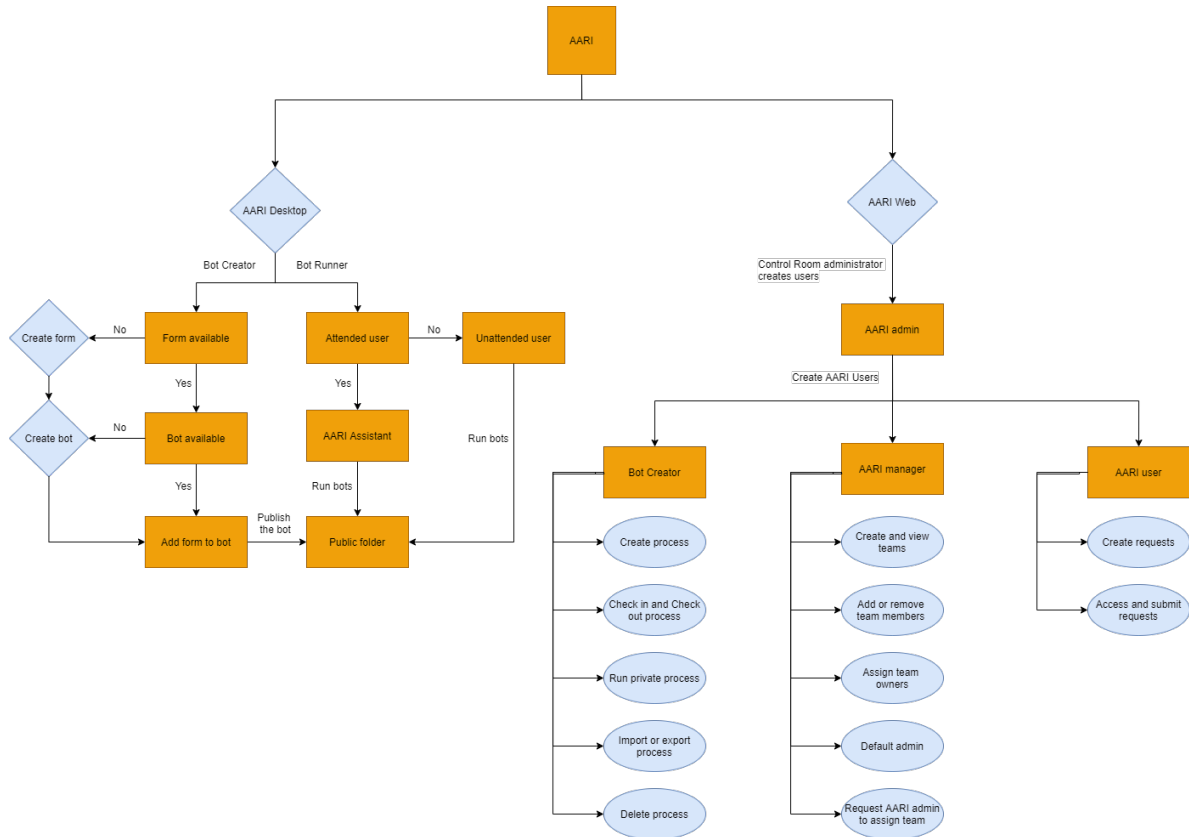 AARI
AARI Desktop
AARI Web
Bot Creator
Bot Runner
Control Room administrator
creates users
Create form
No
Form available
Attended user
No
Unattended user
AARI admin
Yes
Yes
Create AARI Users
Create bot
No
Bot available
AARI Assistant
Run bots
Bot Creator
AARI manager
AARI user
Yes
Run bots
Publish
the bot
Add form to bot
Public folder
Create process
Create and view
teams
Create requests
Check in and Check
out process
Add or remove
team members
Access and submit
requests
Run private process
Assign team
owners
Import or export
process
Default admin
Delete process
Request AARI admin
to assign team